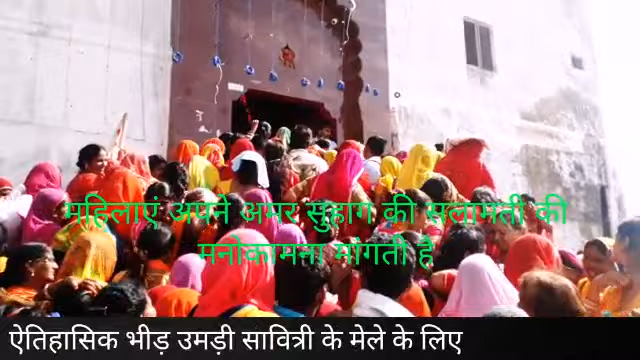 महिलाएं अपने अमर सुहाग की सलामती की
मनोकामना मांगती है
ऐतिहासिक भीड़ उमड़ी सावित्री के मेले के लिए